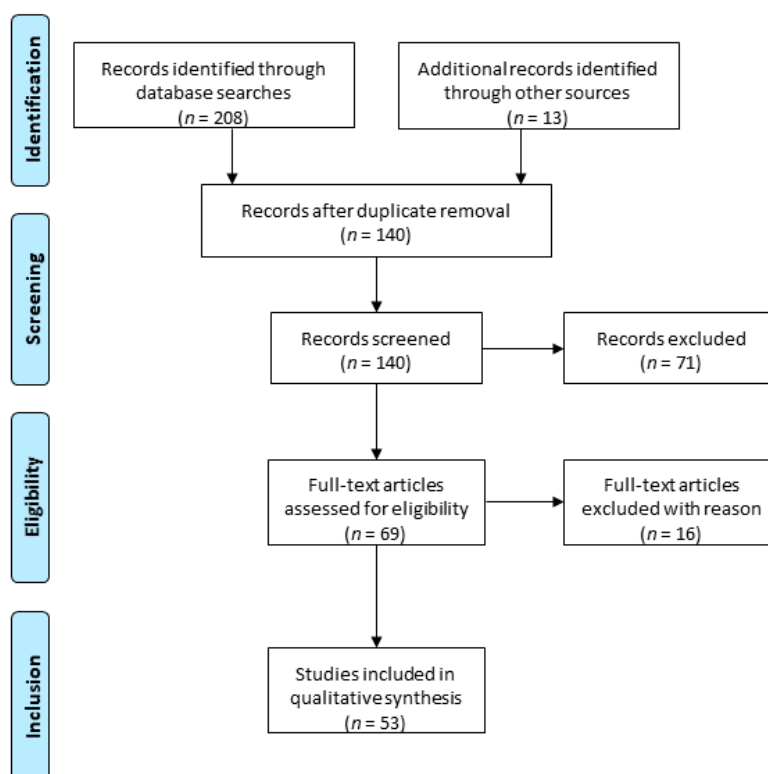 Identification
Records identified through
database searches
(n = 208)
Additional records identified
through other sources
(n = 13)
Records after duplicate removal
(n = 140)
Screening
Records screened
(n = 140)
Records excluded
(n = 71)
Eligibility
Full-text articles
assessed for eligibility
(n = 69)
Full-text articles
excluded with reason
(n = 16)
Inclusion
Studies included in
qualitative synthesis
(n = 53)